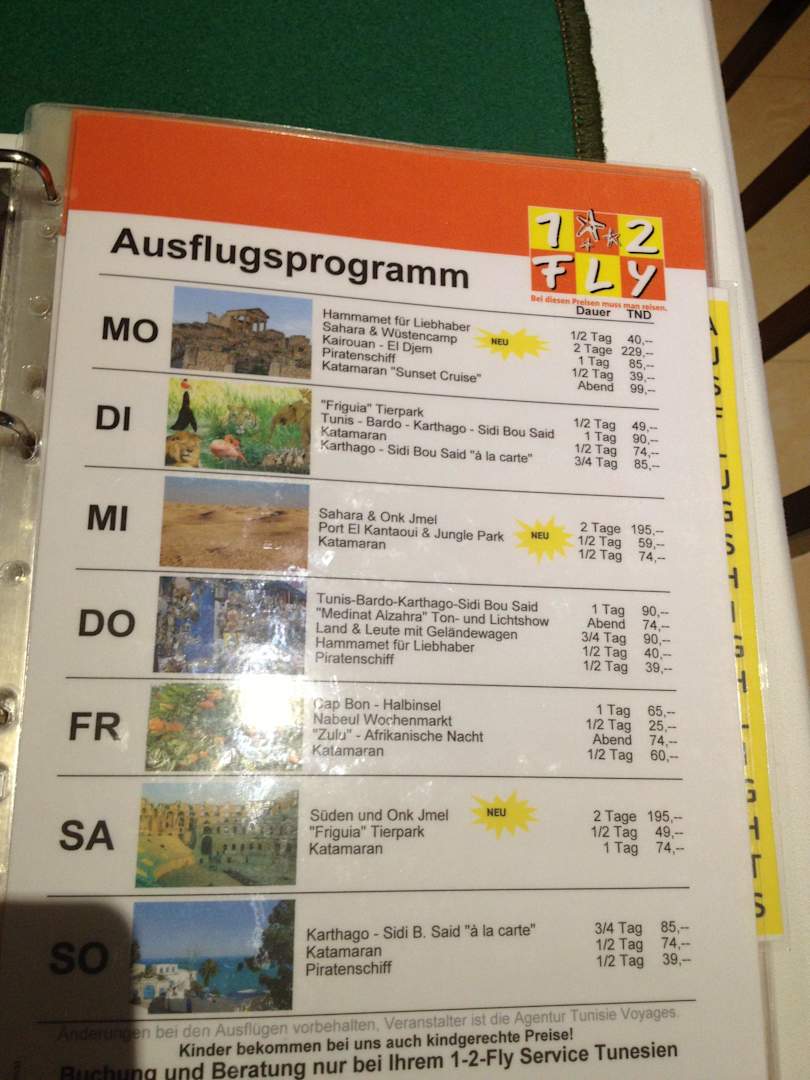 1 2
FLY
Bei diesen Preisen muss man reisen.
Ausflugsprogramm
Dauer TND
MO
Hammamet für Liebhaber 1/2 Tag 40,--
Sahara & Wüstencamp NEU 2 Tage 229,--
Kairouan - El Djem 1 Tag 85,--
Piratenschiff 1/2 Tag 39,--
Katamaran "Sunset Cruise" Abend 99,--
DI
"Friguia" Tierpark 1/2 Tag 49,--
Tunis - Bardo - Karthago - Sidi Bou Said 1 Tag 90,--
Katamaran 1/2 Tag 74,--
Karthago - Sidi Bou Said "à la carte" 3/4 Tag 85,--
MI
Sahara & Onk Jmel 2 Tage 195,--
Port El Kantaoui & Jungle Park NEU 1/2 Tag 59,--
Katamaran 1/2 Tag 74,--
DO
Tunis-Bardo-Karthago-Sidi Bou Said 1 Tag 90,--
"Medinat Alzahra" Ton- und Lichtshow Abend 74,--
Land & Leute mit Geländewagen 3/4 Tag 90,--
Hammamet für Liebhaber 1/2 Tag 40,--
Piratenschiff 1/2 Tag 39,--
FR
Cap Bon - Halbinsel 1 Tag 65,--
Nabeul Wochenmarkt 1/2 Tag 25,--
"Zulu" - Afrikanische Nacht Abend 74,--
Katamaran 1/2 Tag 60,--
SA
Süden und Onk Jmel NEU 2 Tage 195,--
"Friguia" Tierpark 1/2 Tag 49,--
Katamaran 1 Tag 74,--
SO
Karthago - Sidi B. Said "à la carte" 3/4 Tag 85,--
Katamaran 1/2 Tag 74,--
Piratenschiff 1/2 Tag 39,--
Änderungen bei den Ausflügen vorbehalten, Veranstalter ist die Agentur Tunisie Voyages.
Kinder bekommen bei uns auch kindgerechte Preise!
Buchung und Beratung nur bei Ihrem 1-2-Fly Service Tunesien
AUSFLUGSHIGHLIGHTS